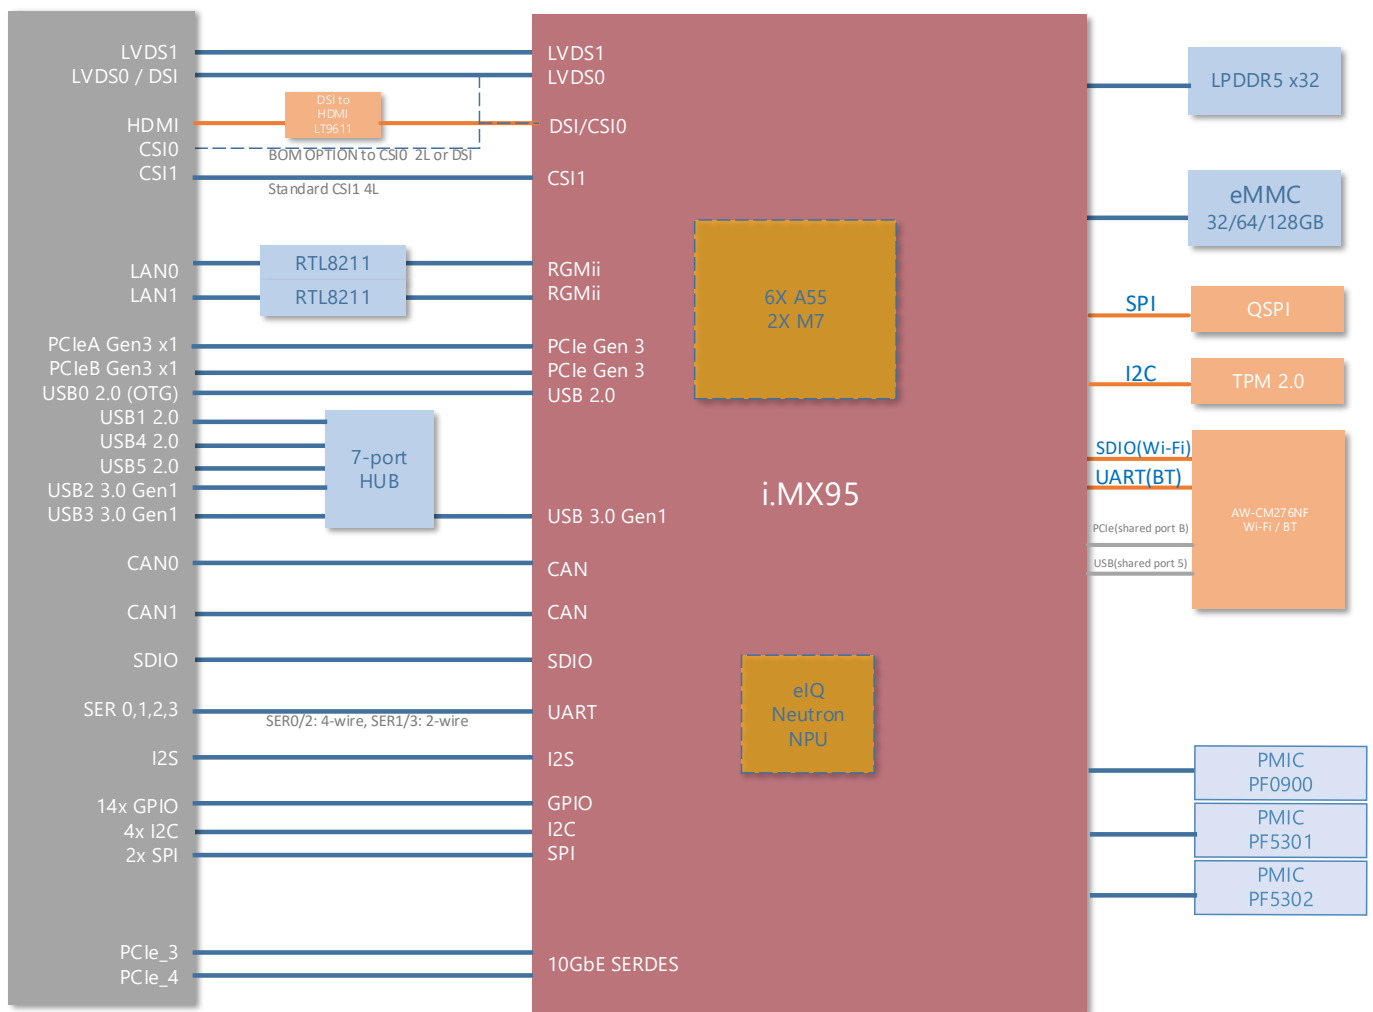 LVDS1
LVDS0 / DSI
HDMI
CSI0
CSI1
LAN0
LAN1
PCIeA Gen3 x1
PCIeB Gen3 x1
USB0 2.0 (OTG)
USB1 2.0
USB4 2.0
USB5 2.0
USB2 3.0 Gen1
USB3 3.0 Gen1
CAN0
CAN1
SDIO
SER 0,1,2,3
I2S
14x GPIO
4x I2C
2x SPI
PCIe_3
PCIe_4
DSI to
HDMI
LT9611
BOM OPTION to CSI0 2L or DSI
Standard CSI1 4L
RTL8211
RTL8211
7-port
HUB
SER0/2: 4-wire, SER1/3: 2-wire
LVDS1
LVDS0
DSI/CSI0
CSI1
RGMii
RGMii
PCIe Gen 3
PCIe Gen 3
USB 2.0
USB 3.0 Gen1
CAN
CAN
SDIO
UART
I2S
GPIO
I2C
SPI
10GbE SERDES
6X A55
2X M7
i.MX95
eIQ
Neutron
NPU
LPDDR5 x32
eMMC
32/64/128GB
SPI
QSPI
I2C
TPM 2.0
SDIO(Wi-Fi)
UART(BT)
PCIe(shared port B)
USB(shared port 5)
AW-CM276NF
Wi-Fi / BT
PMIC
PF0900
PMIC
PF5301
PMIC
PF5302